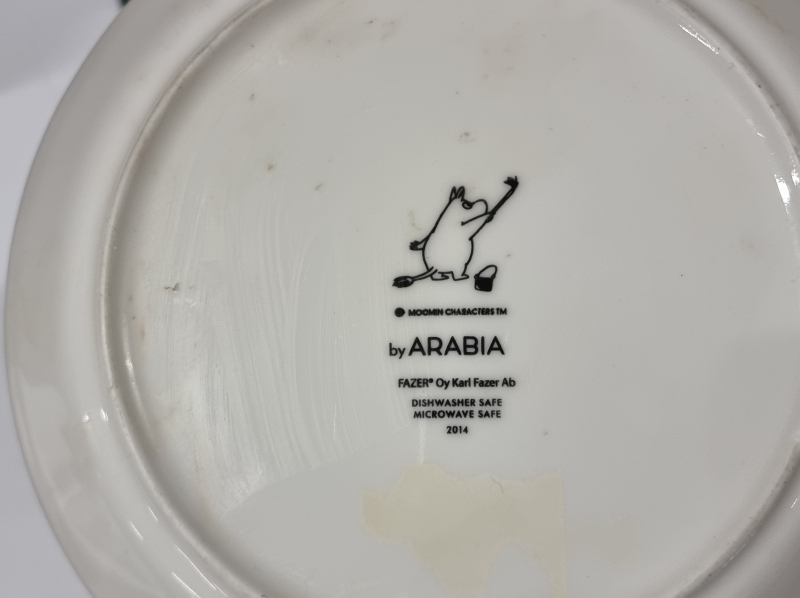 MOOMIN CHARACTERS TM
by ARABIA
FAZER® Oy Karl Fazer Ab
DISHWASHER SAFE
MICROWAVE SAFE
2014